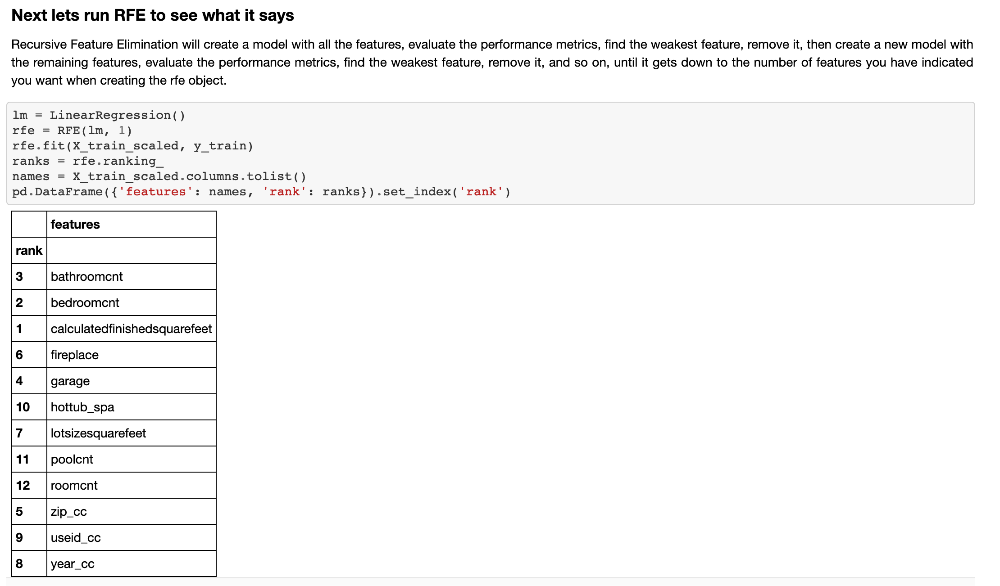 Next lets run RFE to see what it says
Recursive Feature Elimination will create a model with all the features, evaluate the performance metrics, find the weakest feature, remove it, then create a new model with
the remaining features, evaluate the performance metrics, find the weakest feature, remove it, and so on, until it gets down to the number of features you have indicated
you want when creating the rfe object.
lm = LinearRegression()
rfe = RFE(lm, 1)
rfe.fit(X_train_scaled, y_train)
ranks = rfe.ranking_
names = X_train_scaled.columns.tolist()
pd.DataFrame({'features': names, 'rank': ranks}).set_index('rank')
features
rank
3 bathroomcnt
2 bedroomcnt
1 calculatedfinishedsquarefeet
6 fireplace
4 garage
10 hottub_spa
7 lotsizesquarefeet
11 poolcnt
12 roomcnt
5 zip_cc
9 useid_cc
8 year_cc